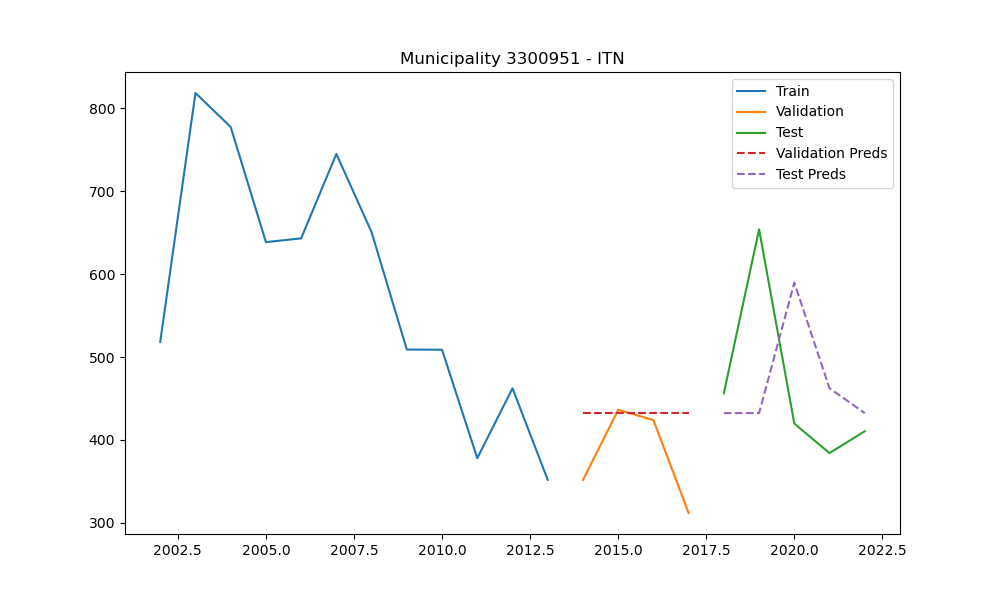 Municipality 3300951 - ITN
Train
Validation
Test
Validation Preds
Test Preds
800
700
600
500
400
300
2002.5 2005.0 2007.5 2010.0 2012.5 2015.0 2017.5 2020.0 2022.5